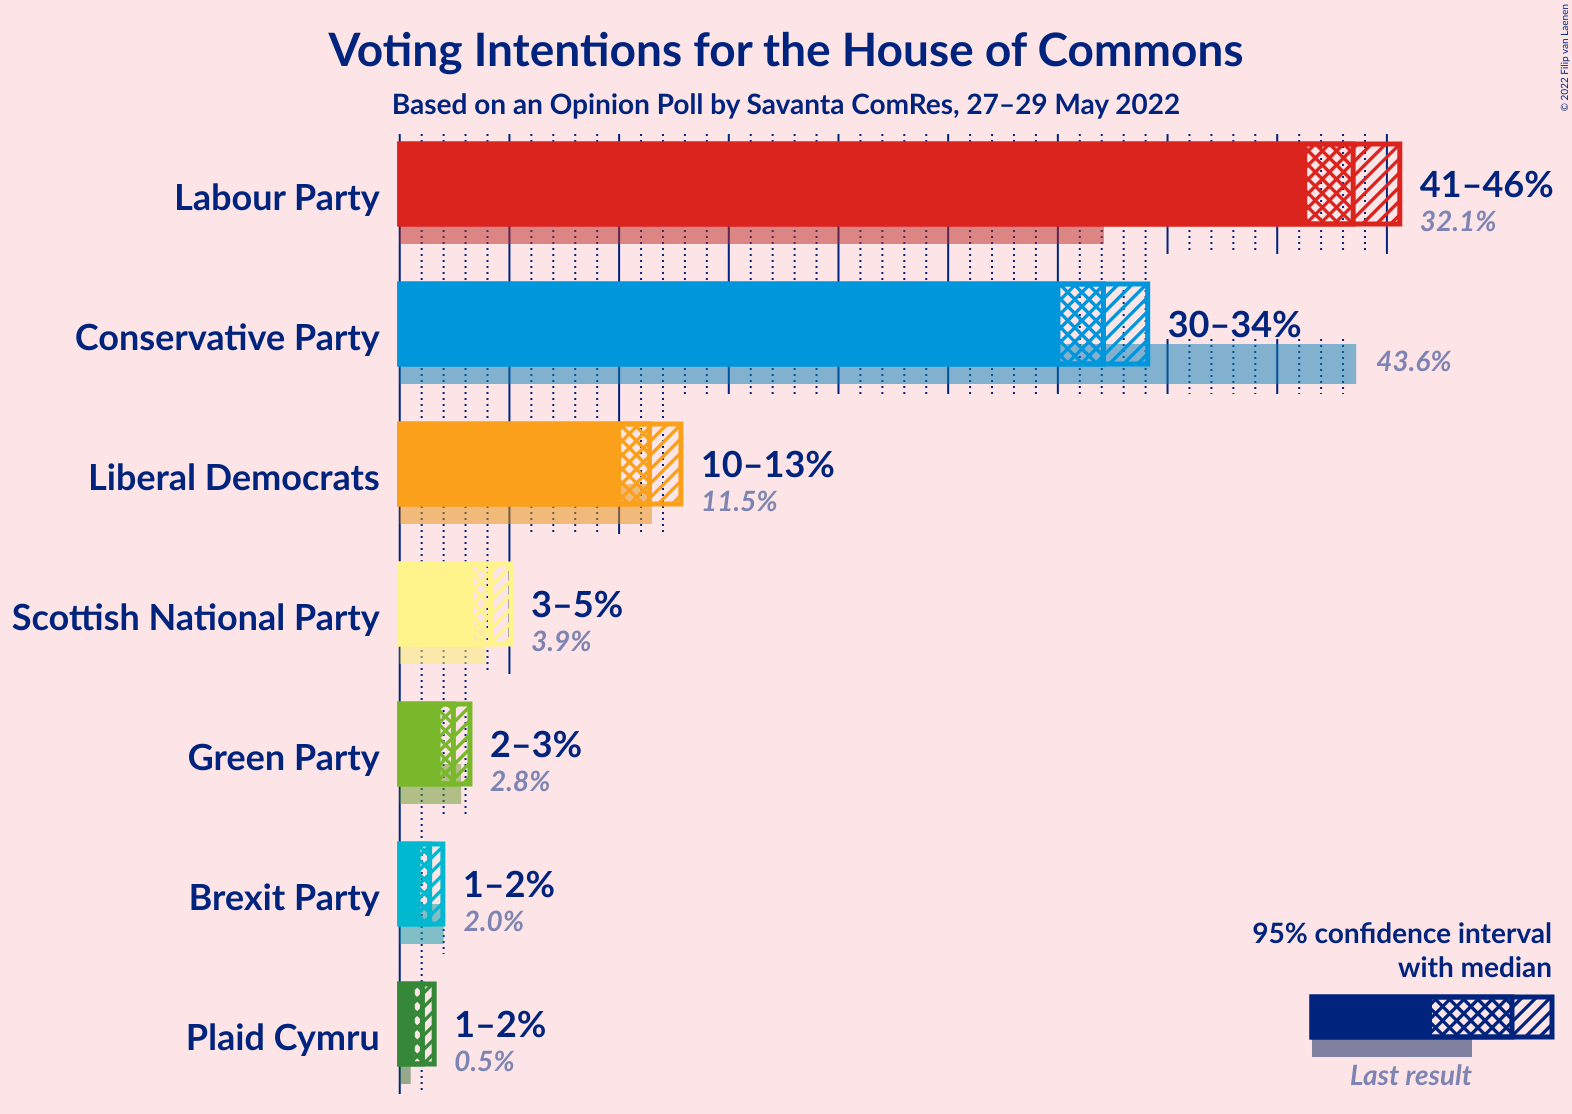 Voting Intentions for the House of Commons
Based on an Opinion Poll by Savanta ComRes, 27–29 May 2022
© 2022 Filip van Laenen
Labour Party
41–46%
32.1%
Conservative Party
30–34%
43.6%
Liberal Democrats
10–13%
11.5%
Scottish National Party
3–5%
3.9%
Green Party
2–3%
2.8%
Brexit Party
1–2%
2.0%
Plaid Cymru
1–2%
0.5%
95% confidence interval
with median
Last result